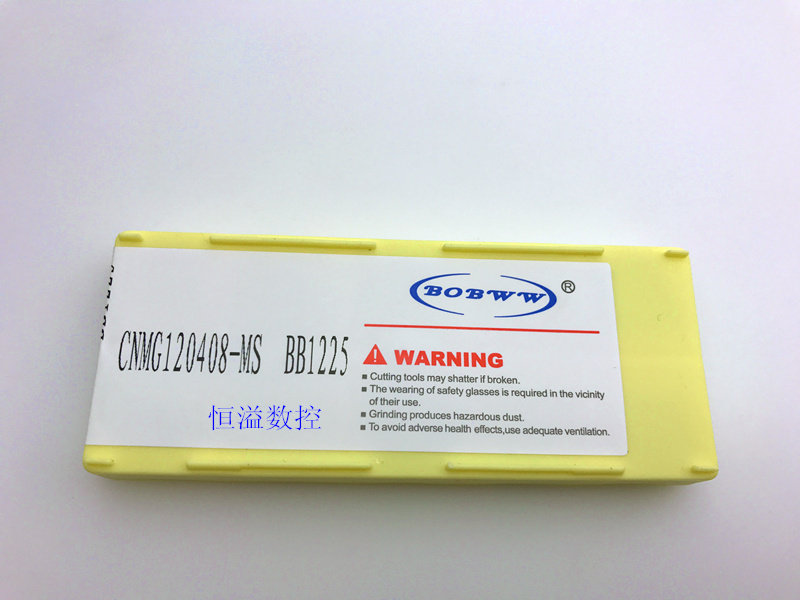 BOBWW®
CNMG120408-MS BB1225
WARNING
Cutting tools may shatter if broken.
The wearing of safety glasses is required in the vicinity
of their use.
Grinding produces hazardous dust.
To avoid adverse health effects,use adequate ventilation.
恒溢数控